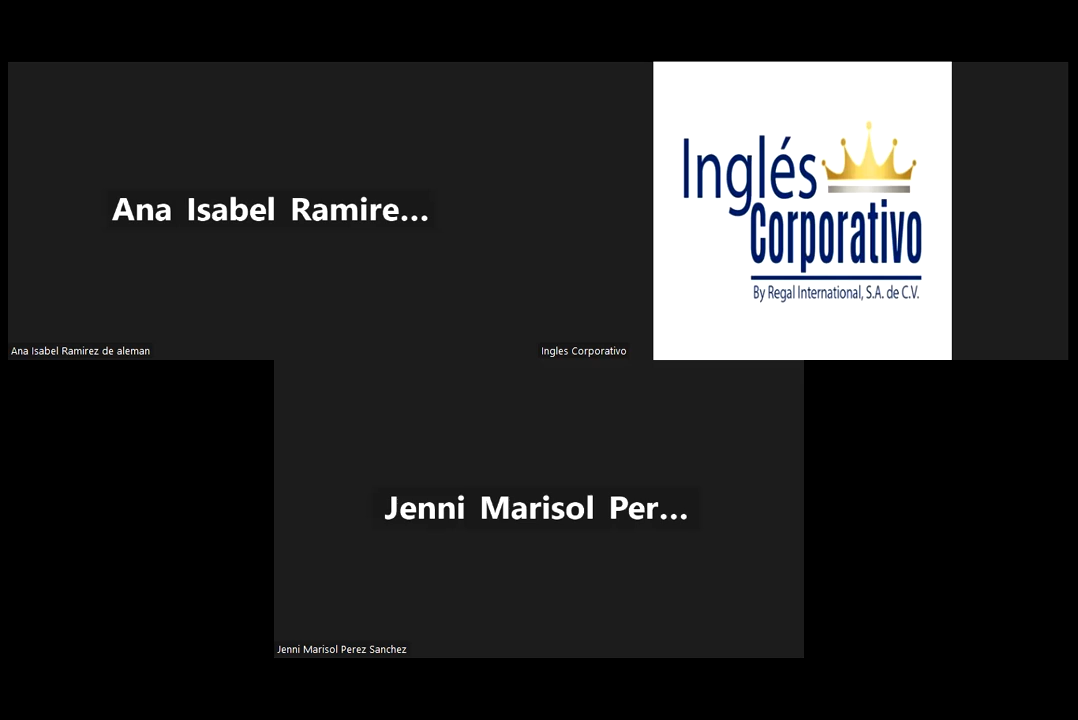 Ana Isabel Ramire...
Ana Isabel Ramirez de aleman
Inglés
Corporativo
By Regal International, S.A. de C.V.
Ingles Corporativo
Jenni Marisol Per...
Jenni Marisol Perez Sanchez